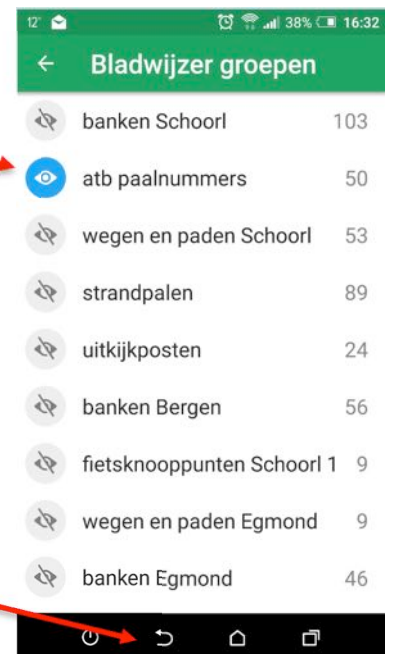 12° 38% 16:32
Bladwijzer groepen
banken Schoorl 103
atb paalnummers 50
wegen en paden Schoorl 53
strandpalen 89
uitkijkposten 24
banken Bergen 56
fietsknooppunten Schoorl 1 9
wegen en paden Egmond 9
banken Egmond 46